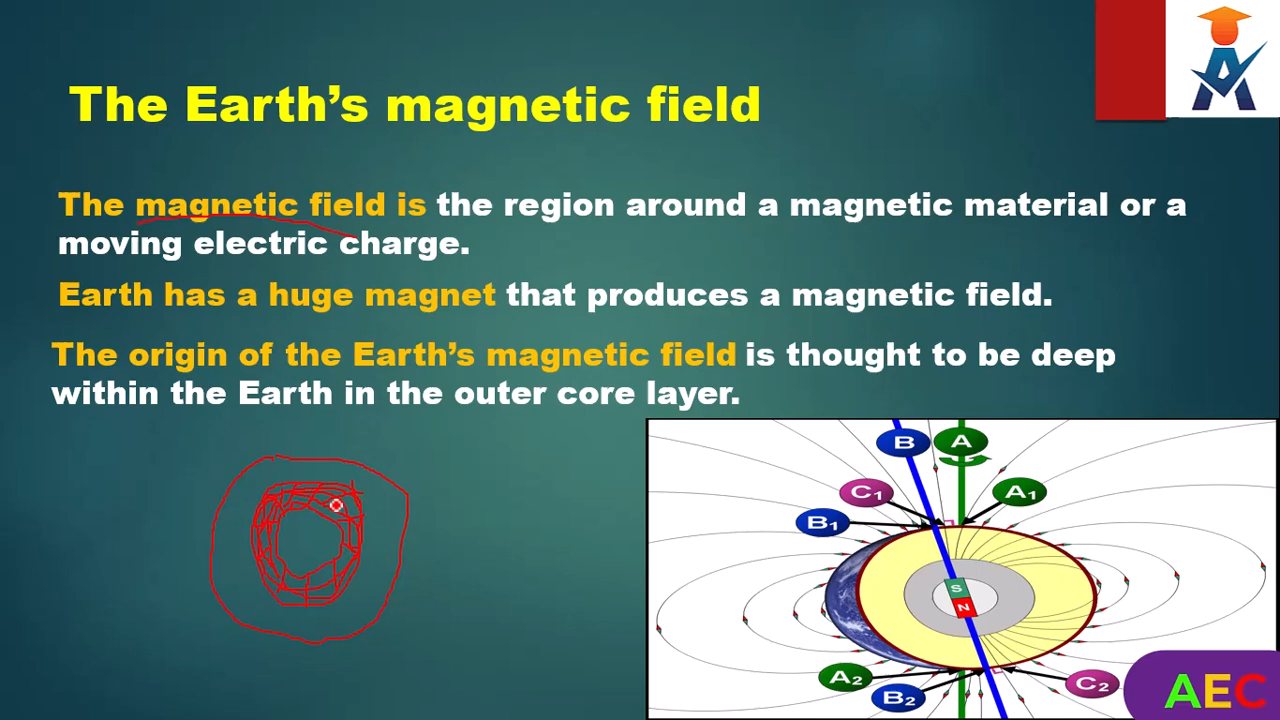 The Earth’s magnetic field
The magnetic field is the region around a magnetic material or a
moving electric charge.
Earth has a huge magnet that produces a magnetic field.
The origin of the Earth’s magnetic field is thought to be deep
within the Earth in the outer core layer.
B A
C1 A1
B1
S
N
A2
B2
C2
AEC